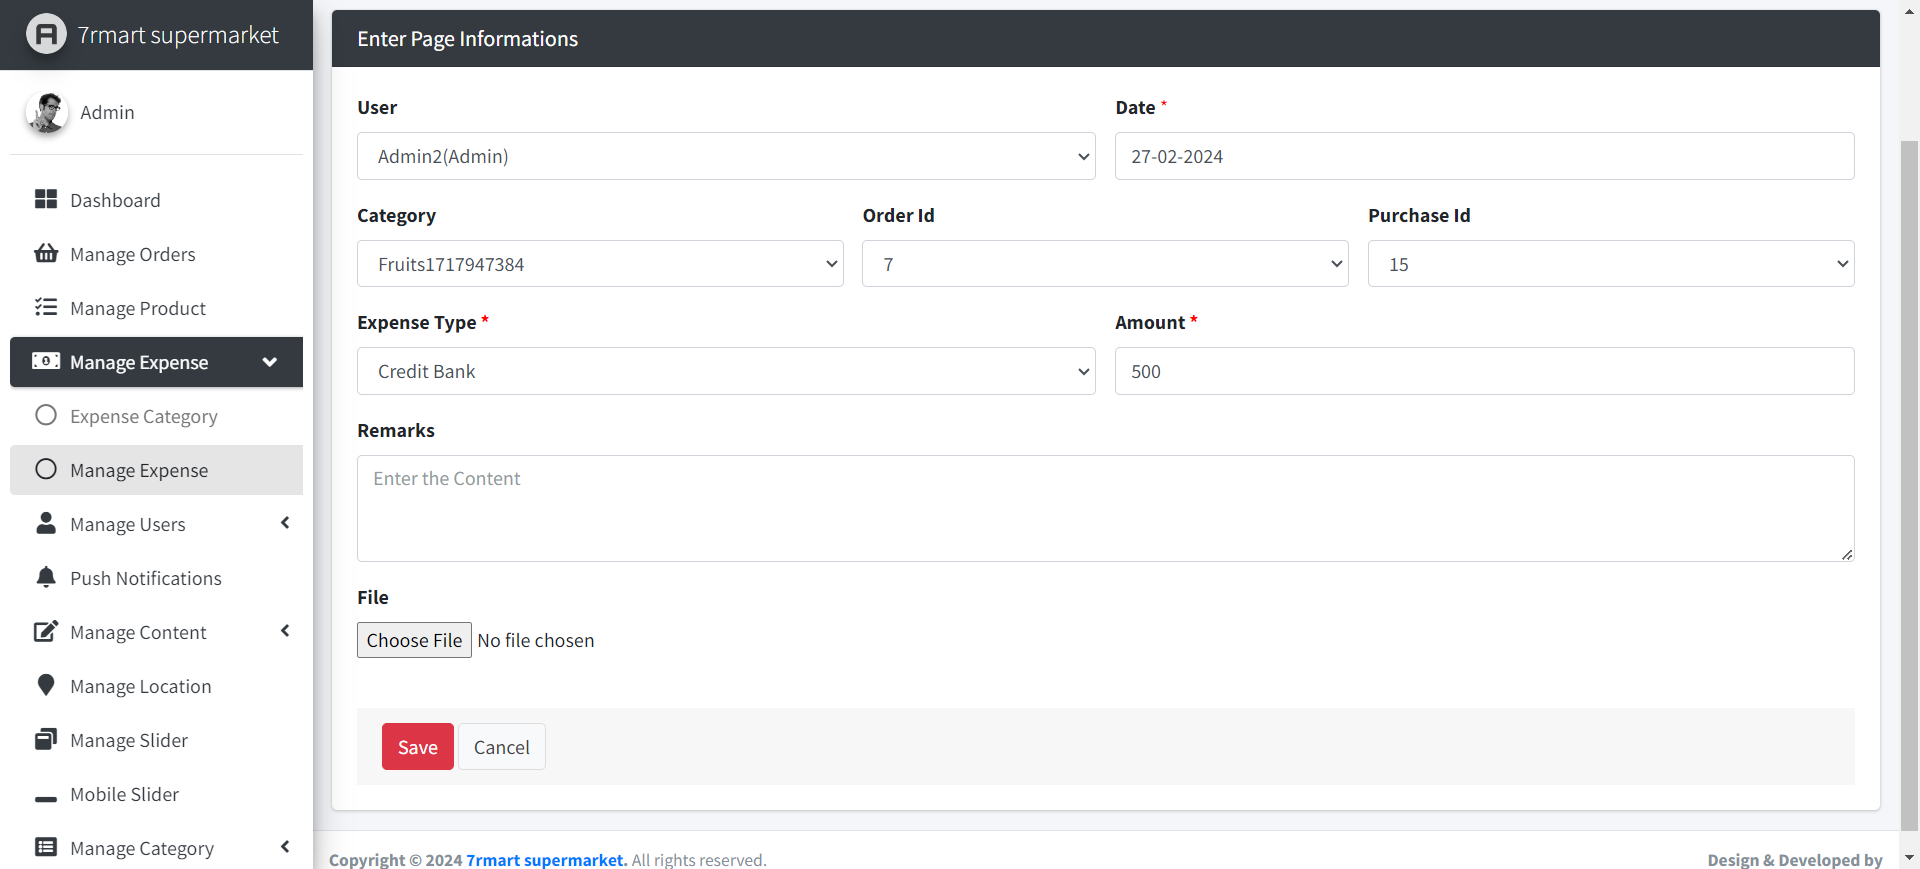 7rmart supermarket
Admin
Dashboard
Manage Orders
Manage Product
Manage Expense
Expense Category
Manage Expense
Manage Users
Push Notifications
Manage Content
Manage Location
Manage Slider
Mobile Slider
Manage Category
Enter Page Informations
User
Date *
Admin2(Admin)
27-02-2024
Category
Order Id
Purchase Id
Fruits1717947384
7
15
Expense Type *
Amount *
Credit Bank
500
Remarks
Enter the Content
File
Choose File No file chosen
Save
Cancel
Copyright © 2024 7rmart supermarket. All rights reserved.
Design & Developed by